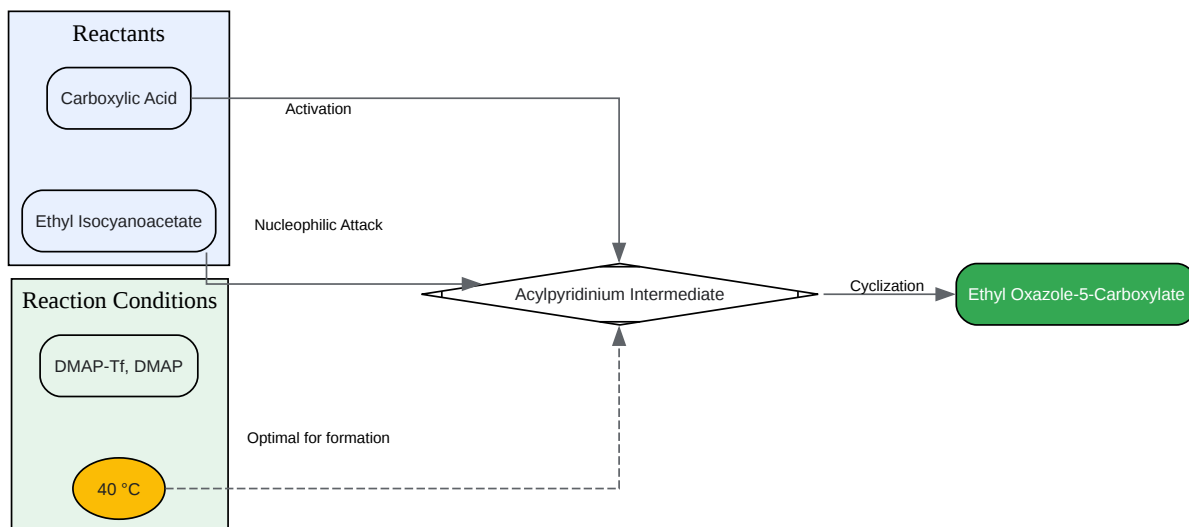 Reactants
Carboxylic Acid
Activation
Ethyl Isocyanoacetate
Nucleophilic Attack
Reaction Conditions
Acylpyridinium Intermediate
Cyclization
Ethyl Oxazole-5-Carboxylate
DMAP-Tf, DMAP
Optimal for formation
40 °C